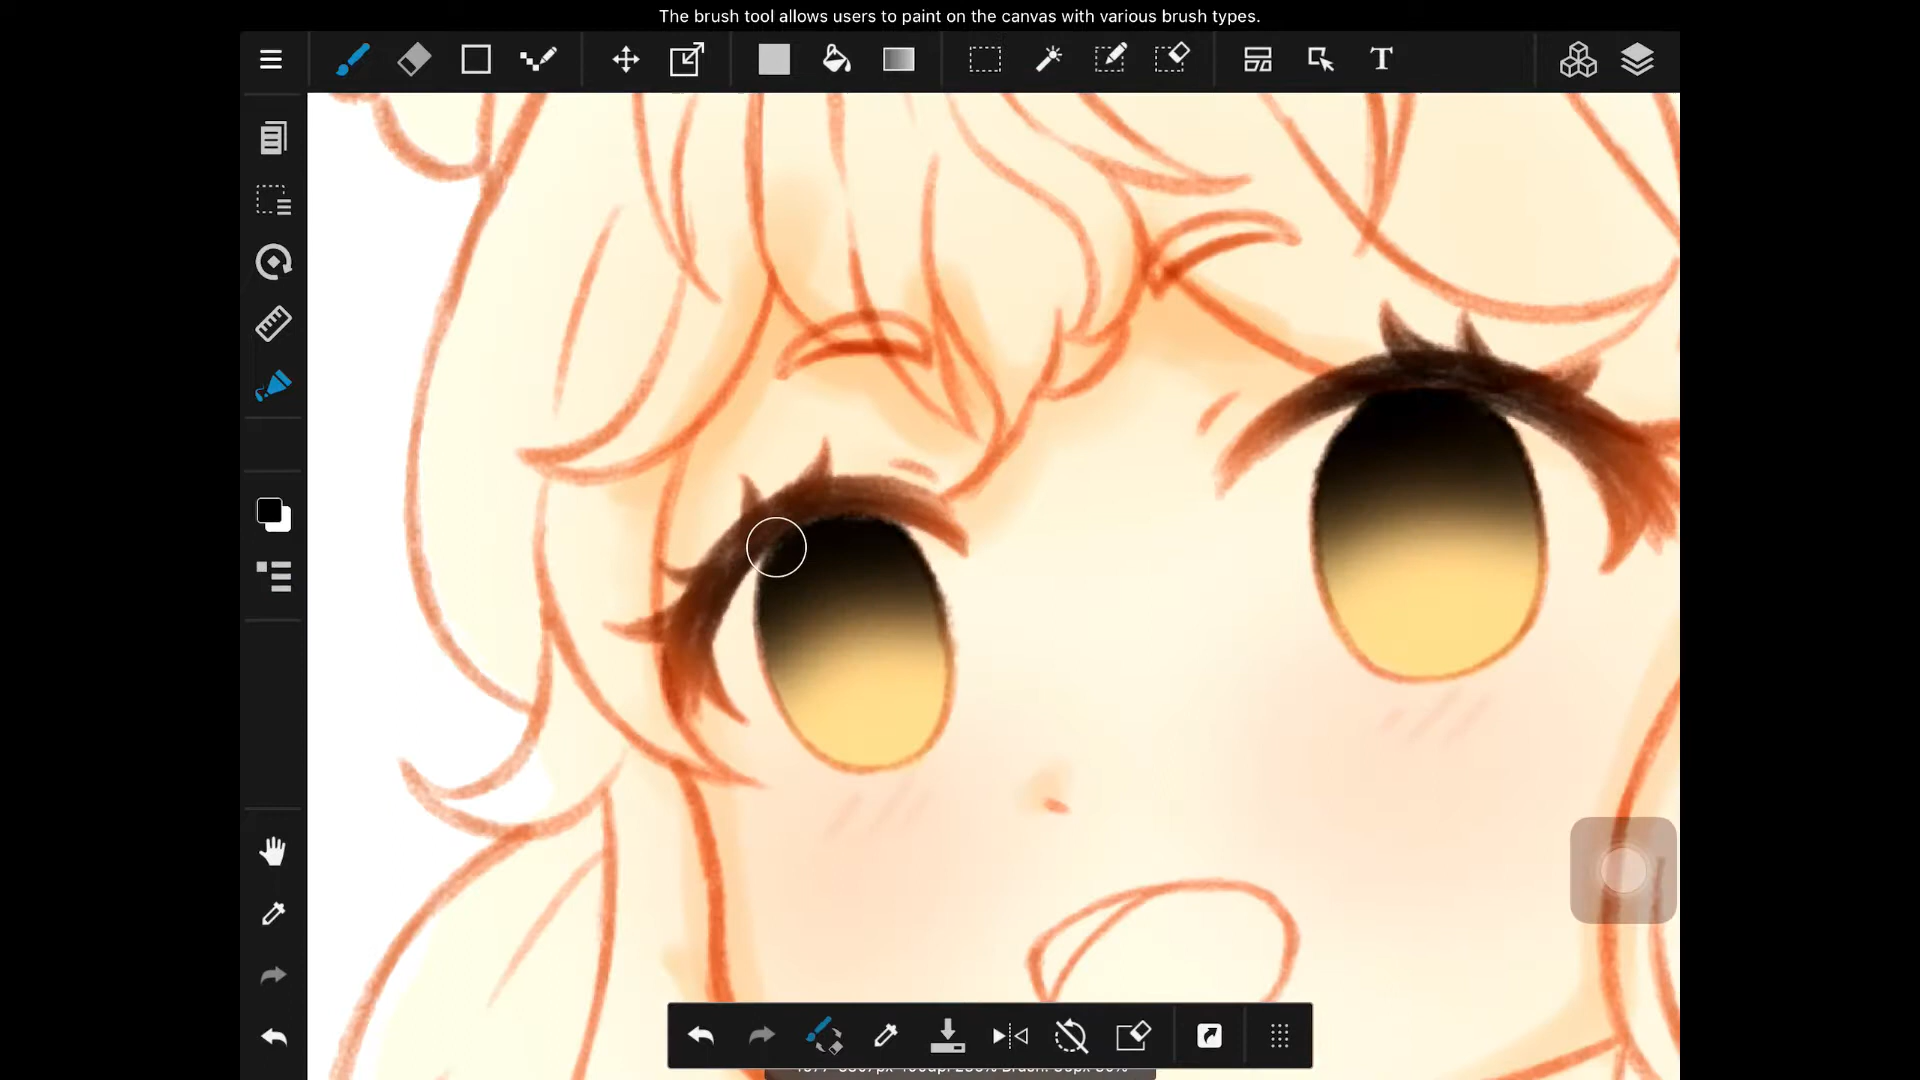 The brush tool allows users to paint on the canvas with various brush types.
T